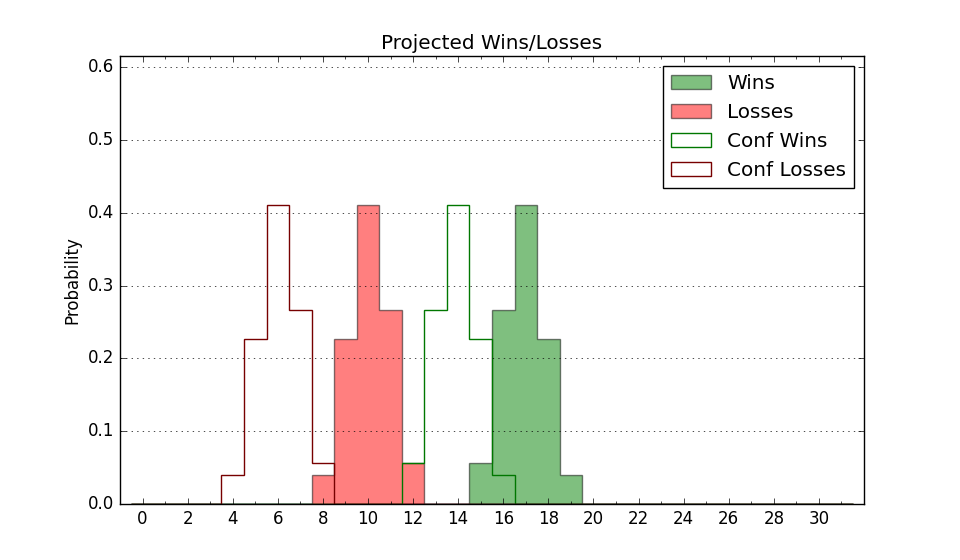 Projected Wins/Losses
Probability
0.6
0.5
0.4
0.3
0.2
0.1
0.0
0 2 4 6 8 10 12 14 16 18 20 22 24 26 28 30
Wins
Losses
Conf Wins
Conf Losses